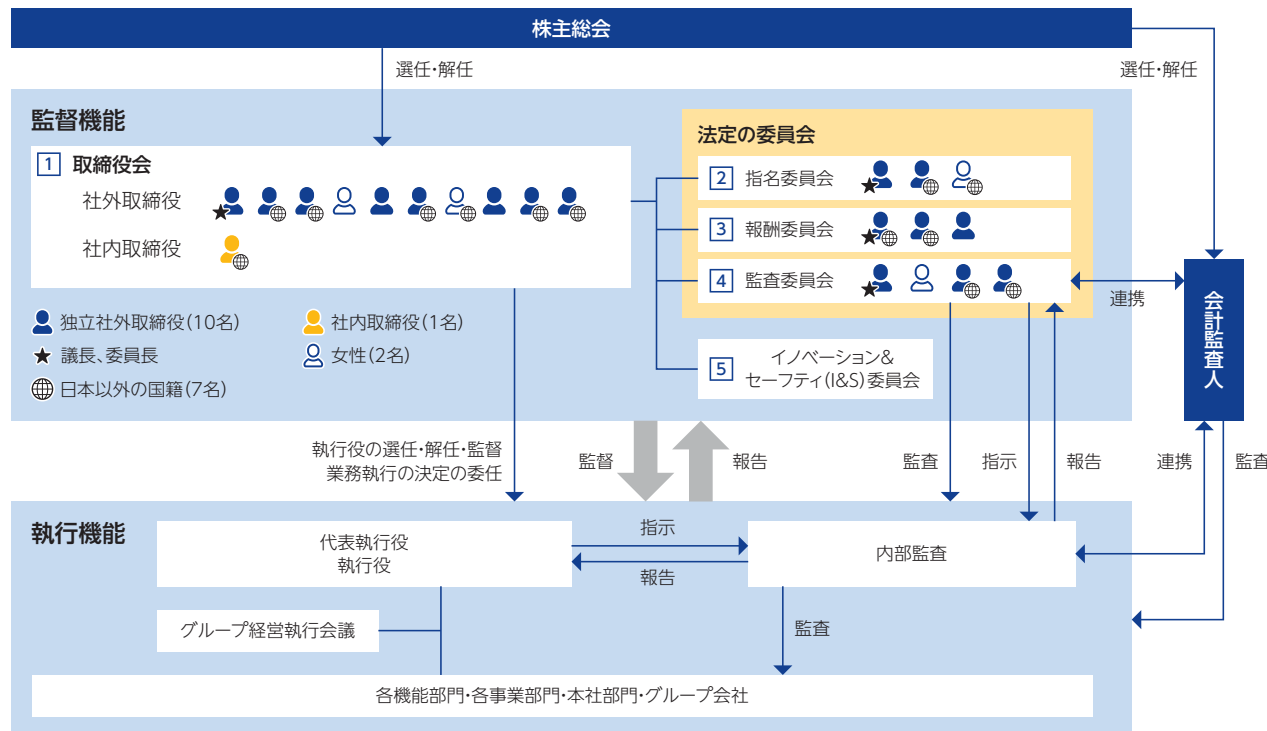 株主総会
選任・解任
選任・解任
監督機能
1 取締役会
社外取締役
社内取締役
独立社外取締役(10名)
社内取締役(1名)
議長、委員長
女性(2名)
日本以外の国籍(7名)
法定の委員会
2 指名委員会
3 報酬委員会
4 監査委員会
5 イノベーション&
セーフティ(I&S)委員会
連携
会計監査人
執行役の選任・解任・監督
業務執行の決定の委任
監督
報告
監査
指示
報告
連携
監査
執行機能
代表執行役
執行役
指示
報告
内部監査
グループ経営執行会議
監査
各機能部門・各事業部門・本社部門・グループ会社